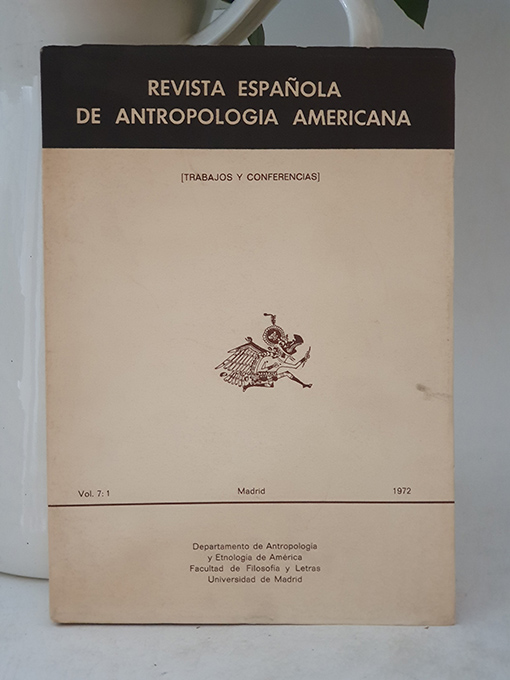 REVISTA ESPAÑOLA
DE ANTROPOLOGIA AMERICANA
[TRABAJOS Y CONFERENCIAS]
Vol. 7:1 Madrid 1972
Departamento de Antropología
y Etnología de América
Facultad de Filosofía y Letras
Universidad de Madrid